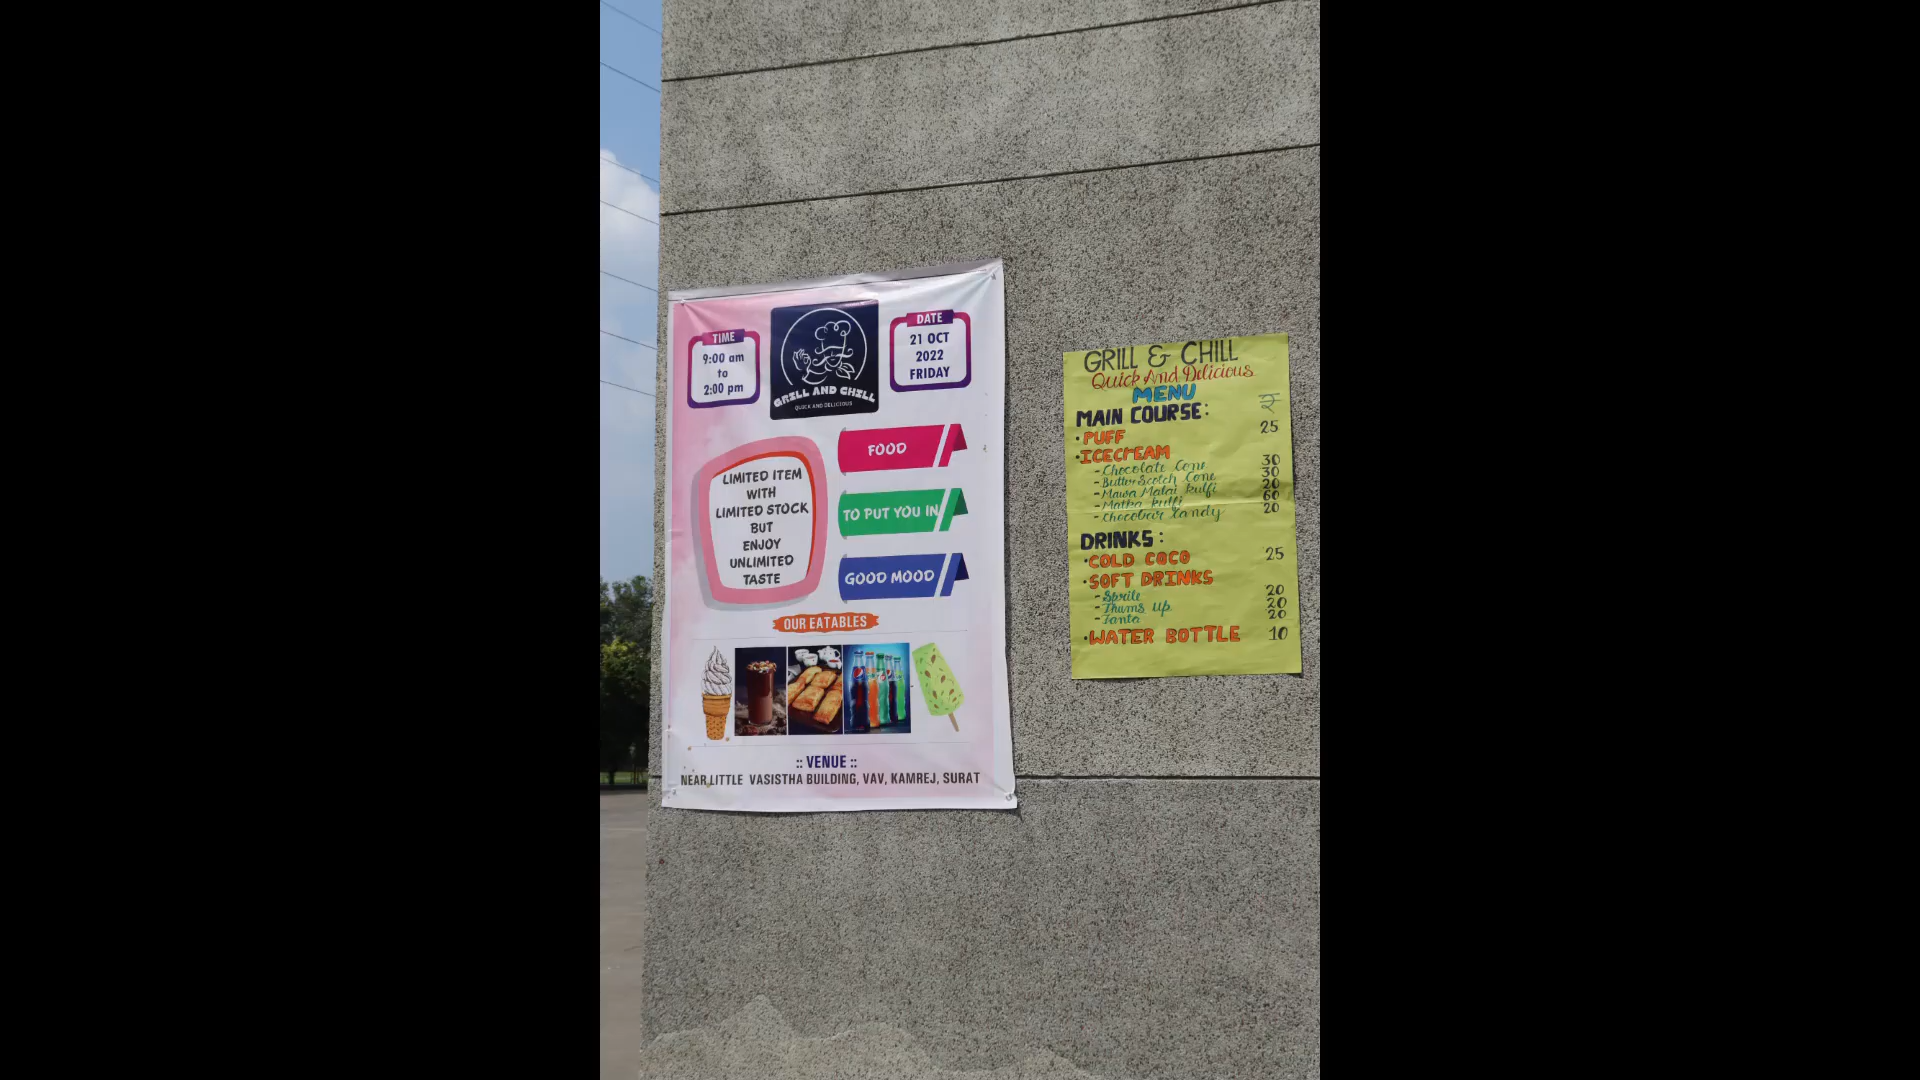 TIME
9:00 am
to
2:00 pm
GRILL AND CHILL
QUICK AND DELICIOUS
DATE
21 OCT
2022
FRIDAY
LIMITED ITEM
WITH
LIMITED STOCK
BUT
ENJOY
UNLIMITED
TASTE
FOOD
TO PUT YOU IN
GOOD MOOD
OUR EATABLES
:: VENUE ::
NEAR LITTLE VASISTHA BUILDING, VAV, KAMREJ, SURAT
GRILL & CHILL
Quick And Delicious
MENU
MAIN COURSE: ₹
• PUFF 25
• ICECREAM
- Chocolate Cone 30
- ButterScotch Cone 30
- Mawa Malai Kulfi 20
- Matka Kulfi 60
- Chocobar Candy 20
DRINKS:
• COLD COCO 25
• SOFT DRINKS
- Sprite 20
- Thums Up 20
- Fanta 20
• WATER BOTTLE 10